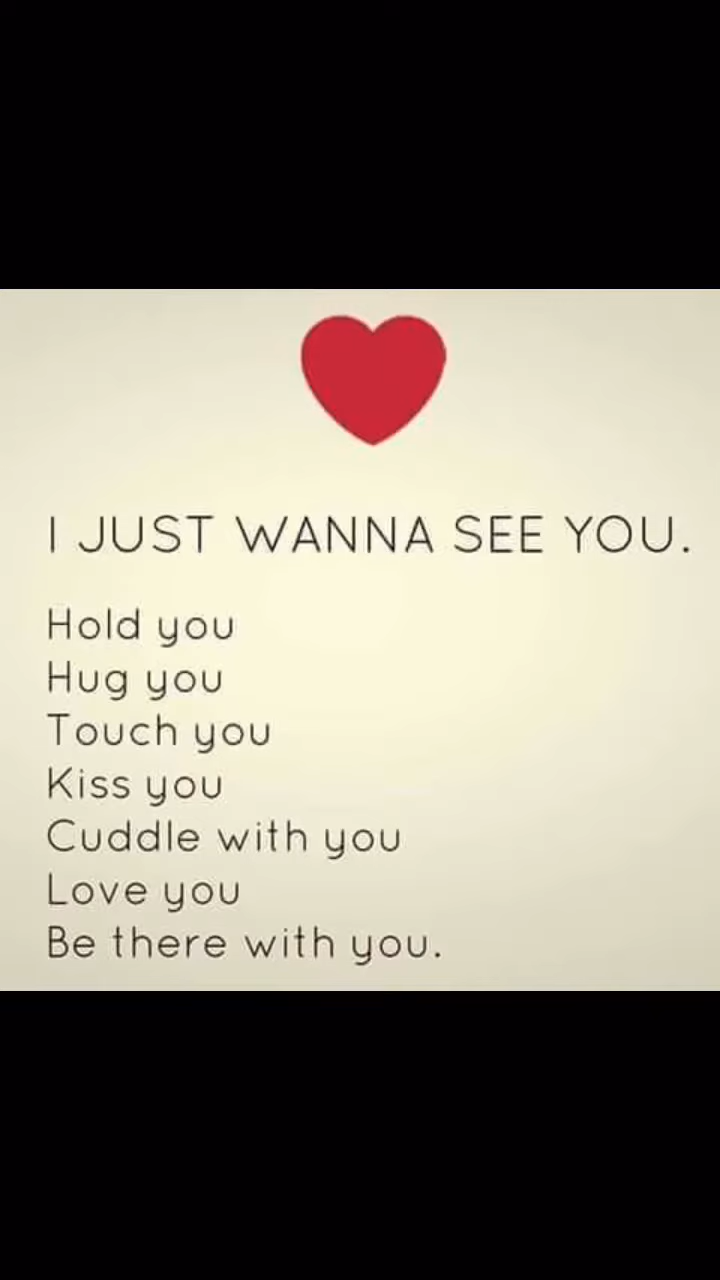 I JUST WANNA SEE YOU.
Hold you
Hug you
Touch you
Kiss you
Cuddle with you
Love you
Be there with you.